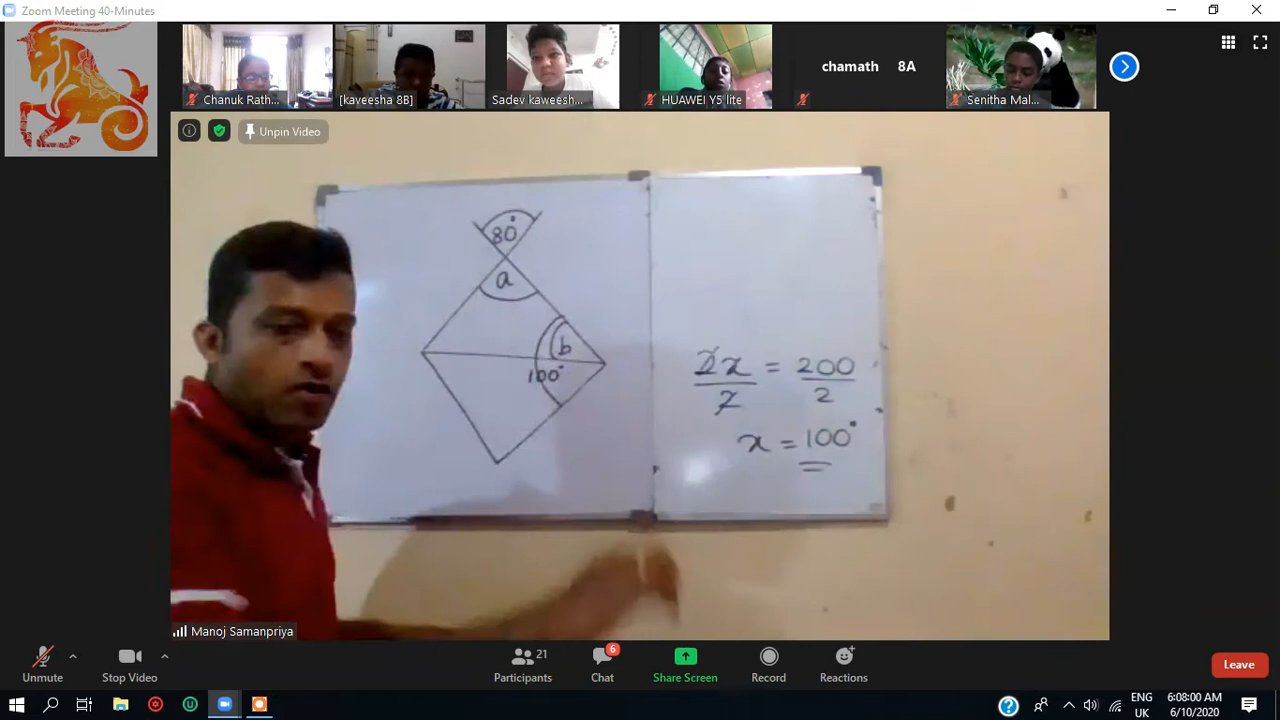 Zoom Meeting 40-Minutes
Chanuk Rath...
[kaveesha 8B]
Sadev kaweesh...
HUAWEI Y5 lite
chamath 8A
Senitha Mal...
Unpin Video
80°
a
b
100°
2x = 200
2 2
x = 100°
Manoj Samanpriya
Unmute
Stop Video
21
Participants
6
Chat
Share Screen
Record
Reactions
Leave
ENG
UK
6:08:00 AM
6/10/2020